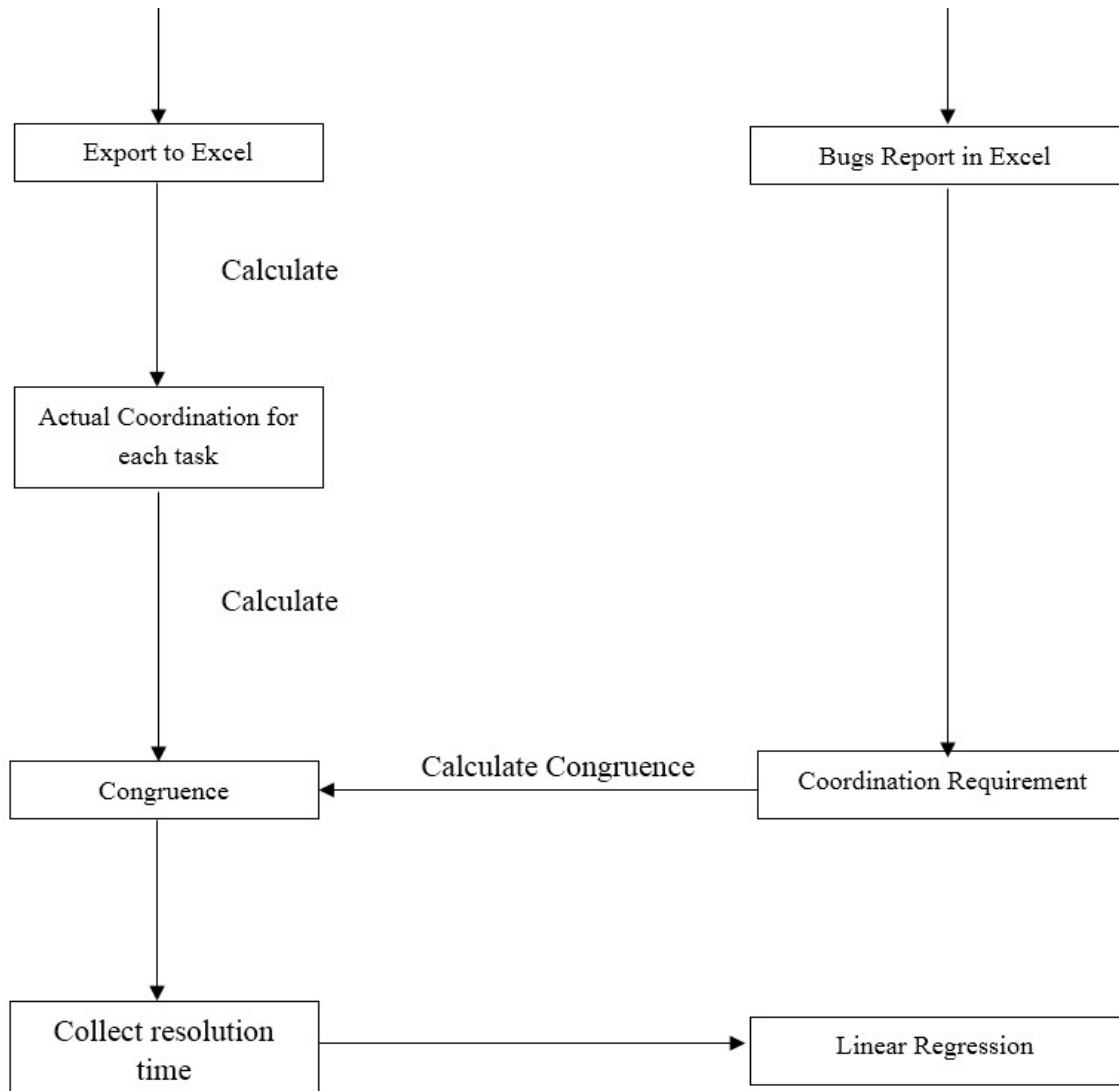 Export to Excel
Bugs Report in Excel
Calculate
Actual Coordination for
each task
Calculate
Congruence
Calculate Congruence
Coordination Requirement
Collect resolution
time
Linear Regression